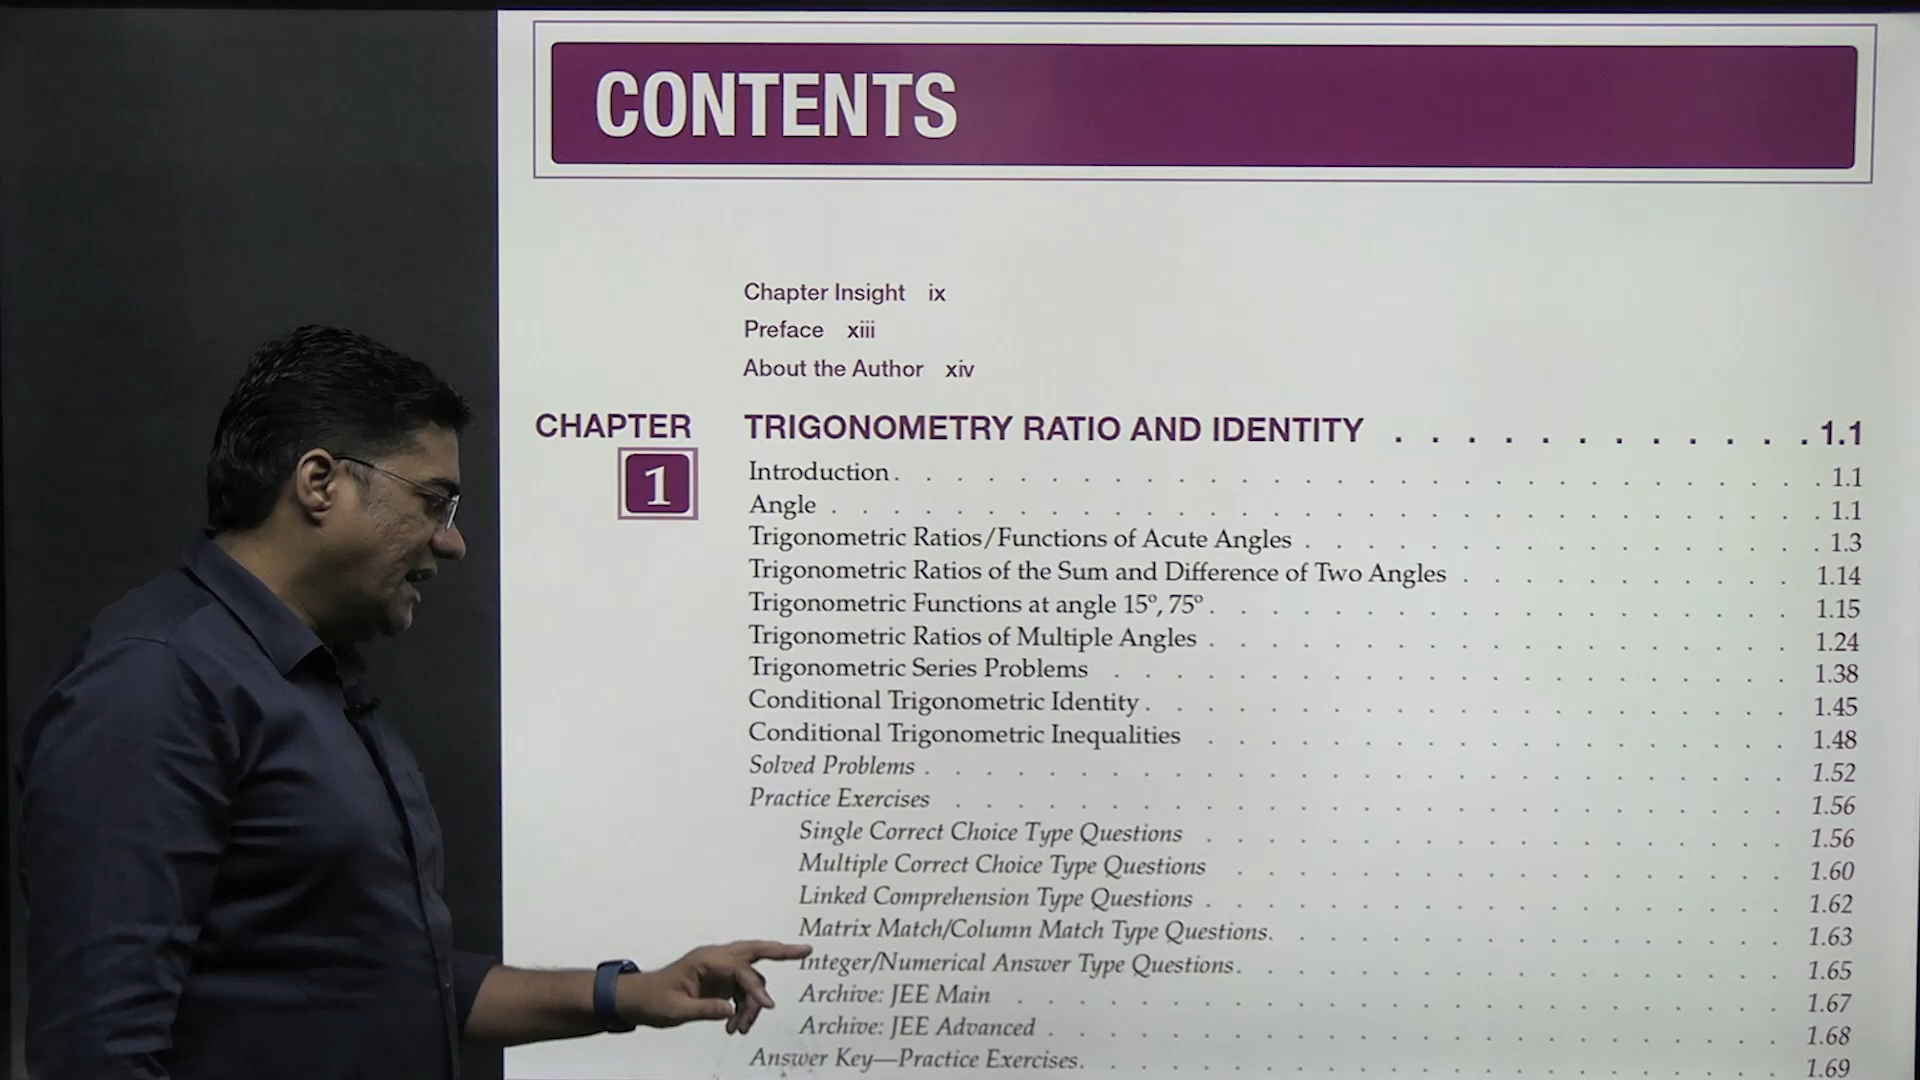 CONTENTS
Chapter Insight ix
Preface xiii
About the Author xiv
CHAPTER 1 TRIGONOMETRY RATIO AND IDENTITY . . . . . . . . . . . . . . 1.1
Introduction . . . . . . . . . . 1.1
Angle . . . . . . . . . . 1.1
Trigonometric Ratios/Functions of Acute Angles . . . . . . . . . . 1.3
Trigonometric Ratios of the Sum and Difference of Two Angles . . . . . . . . . . 1.14
Trigonometric Functions at angle 15º, 75º . . . . . . . . . . 1.15
Trigonometric Ratios of Multiple Angles . . . . . . . . . . 1.24
Trigonometric Series Problems . . . . . . . . . . 1.38
Conditional Trigonometric Identity . . . . . . . . . . 1.45
Conditional Trigonometric Inequalities . . . . . . . . . . 1.48
Solved Problems . . . . . . . . . . 1.52
Practice Exercises . . . . . . . . . . 1.56
Single Correct Choice Type Questions . . . . . . . . . . 1.56
Multiple Correct Choice Type Questions . . . . . . . . . . 1.60
Linked Comprehension Type Questions . . . . . . . . . . 1.62
Matrix Match/Column Match Type Questions . . . . . . . . . . 1.63
Integer/Numerical Answer Type Questions . . . . . . . . . . 1.65
Archive: JEE Main . . . . . . . . . . 1.67
Archive: JEE Advanced . . . . . . . . . . 1.68
Answer Key—Practice Exercises . . . . . . . . . . 1.69